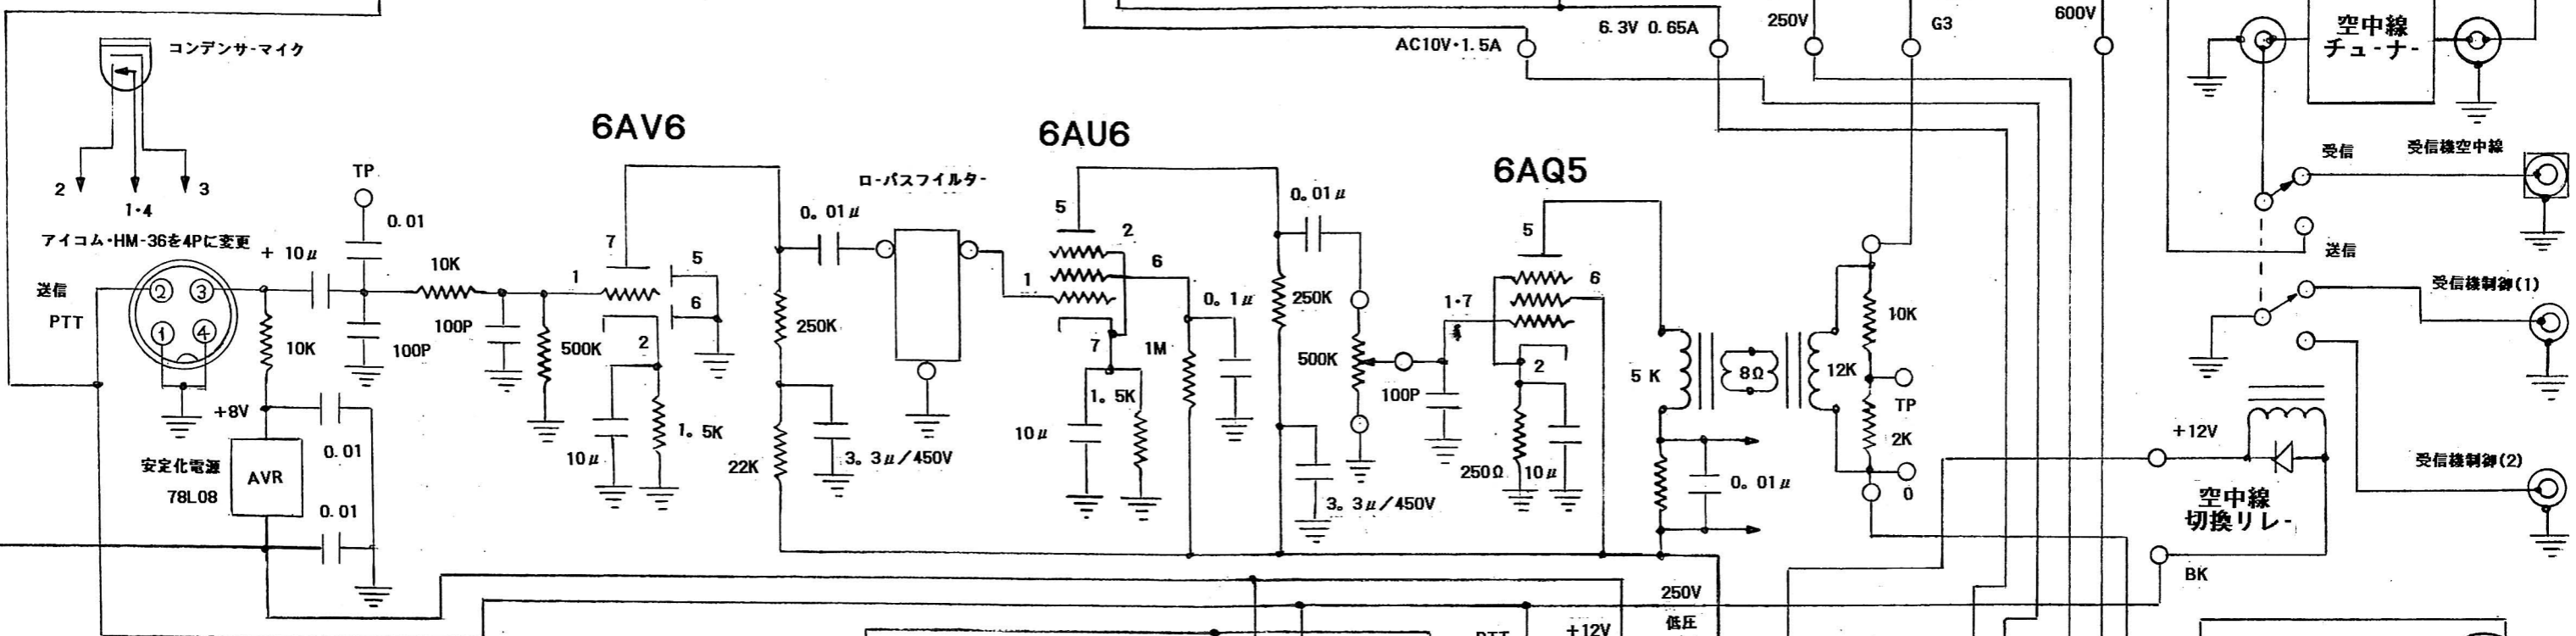 コンデンサ-マイク
2
1・4
3
アイコム・HM-36を4Pに変更
送信
PTT
2
3
1
4
+ 10μ
TP
0.01
10K
100P
10K
100P
500K
+8V
0.01
安定化電源
78L08
AVR
0.01
6AV6
7
1
5
6
2
10μ
1.5K
250K
22K
3.3μ/450V
0.01μ
ロ-パスフイルタ-
6AU6
5
2
6
1
7
1.5K
10μ
1M
0.1μ
0.01μ
250K
500K
3.3μ/450V
100P
6AQ5
5
6
1・7
2
250Ω
10μ
5 K
8Ω
12K
0.01μ
10K
TP
2K
0
AC10V・1.5A
6.3V 0.65A
250V
G3
600V
空中線
チュ-ナ-
受信
受信機空中線
送信
受信機制御(1)
+12V
受信機制御(2)
空中線
切換リレ-
BK
250V
低圧
PTT
+12V